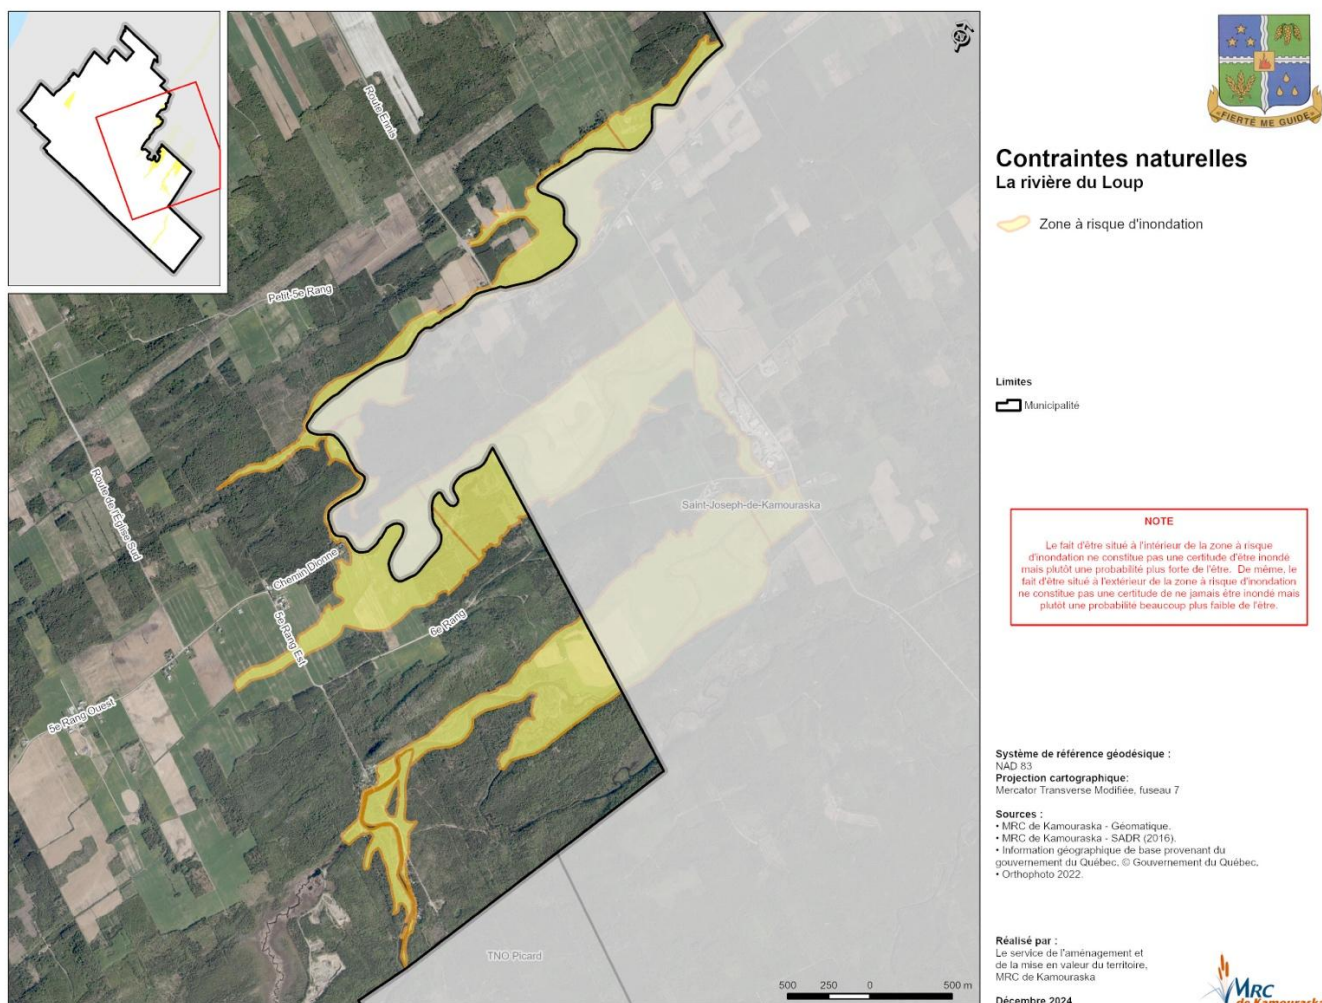 Route Ennis
Petit-5e Rang
Route de l'Église Sud
Chemin Dionne
5e Rang Est
6e Rang
5e Rang Ouest
Saint-Joseph-de-Kamouraska
TNO Picard
500 250 0 500 m
FIERTÉ ME GUIDE
Contraintes naturelles
La rivière du Loup
Zone à risque d'inondation
Limites
Municipalité
NOTE
Le fait d'être situé à l'intérieur de la zone à risque
d'inondation ne constitue pas une certitude d'être inondé
mais plutôt une probabilité plus forte de l'être. De même, le
fait d'être situé à l'extérieur de la zone à risque d'inondation
ne constitue pas une certitude de ne jamais être inondé mais
plutôt une probabilité beaucoup plus faible de l'être.
Système de référence géodésique :
NAD 83
Projection cartographique:
Mercator Transverse Modifiée, fuseau 7
Sources :
• MRC de Kamouraska - Géomatique.
• MRC de Kamouraska - SADR (2016).
• Information géographique de base provenant du
gouvernement du Québec. © Gouvernement du Québec.
• Orthophoto 2022.
Réalisé par :
Le service de l'aménagement et
de la mise en valeur du territoire,
MRC de Kamouraska
Décembre 2024
MRC
de Kamouraska